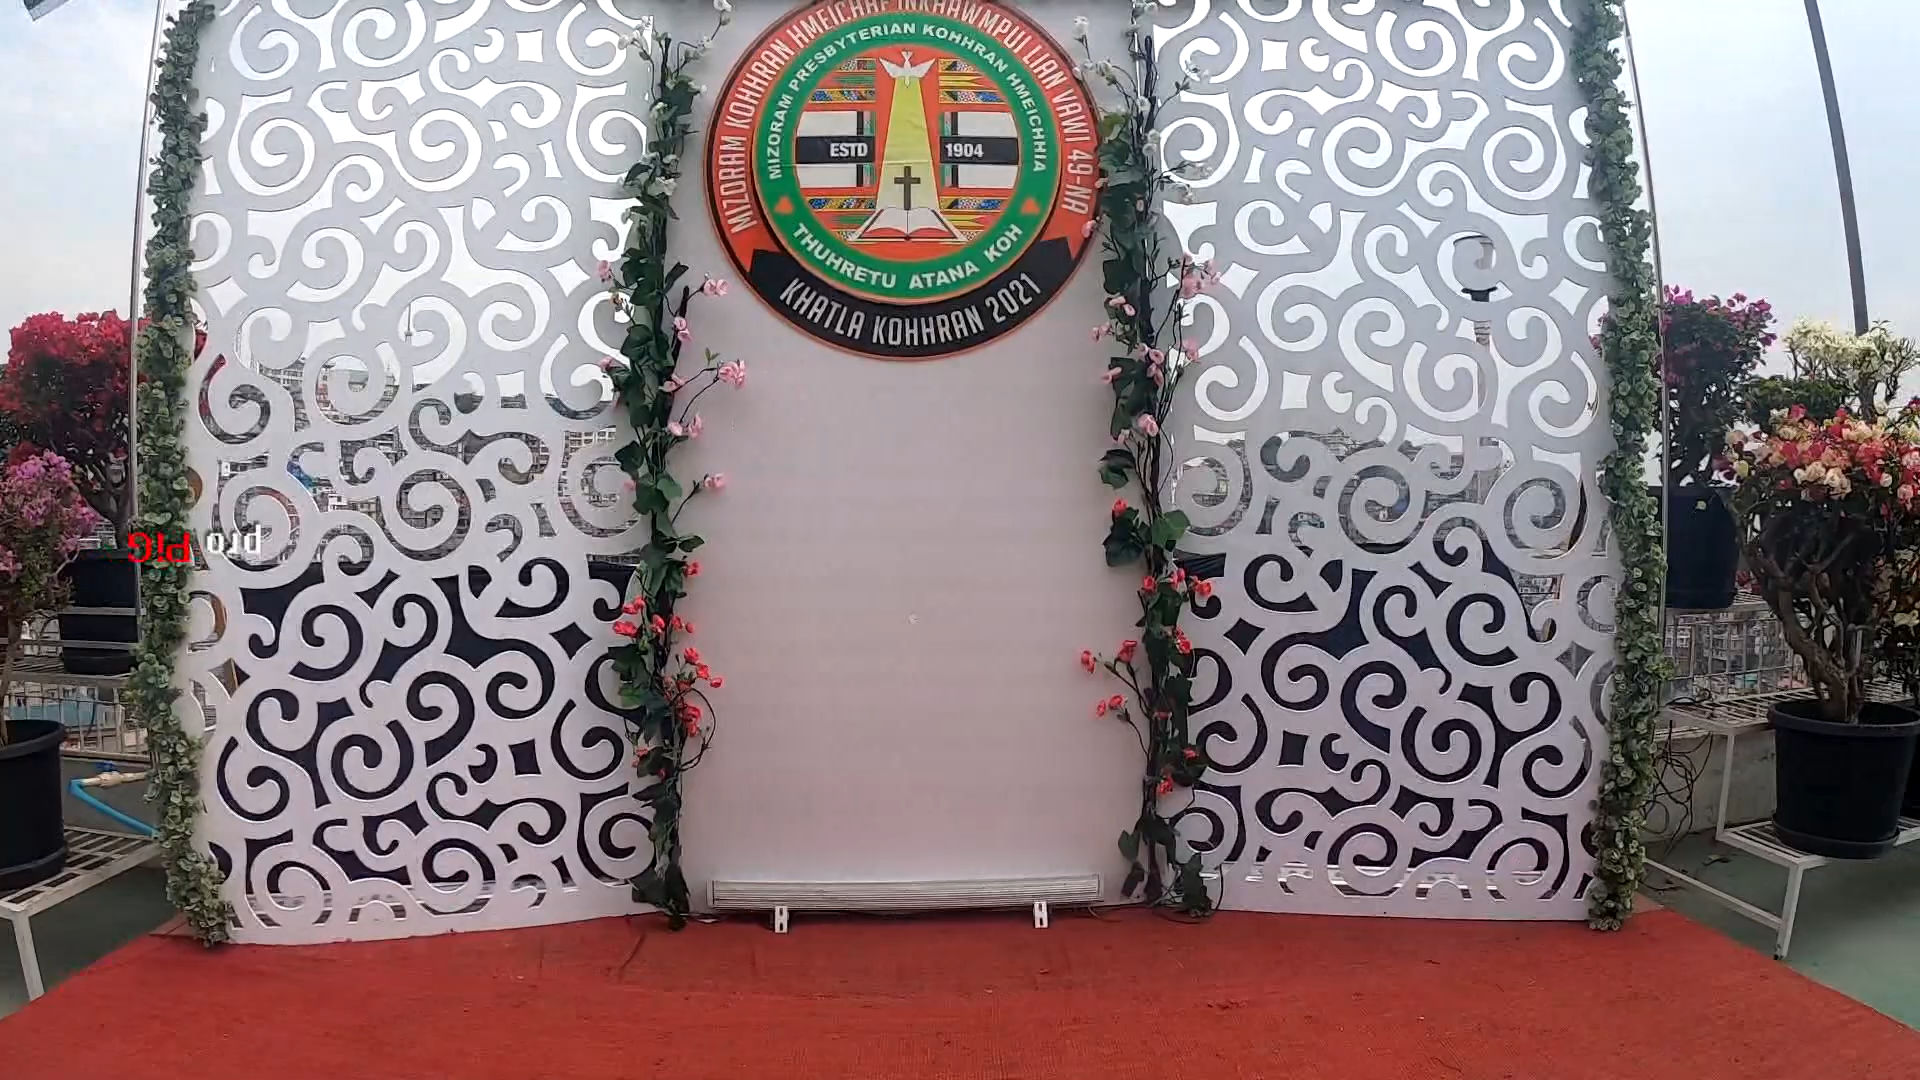 MIZORAM KOHHRAN HMEICHHE INKHAWMPUI LIAN VAWI 49-NA
MIZORAM PRESBYTERIAN KOHHRAN HMEICHHIA
ESTD 1904
THUHRETU ATANA KOH
KHATLA KOHHRAN 2021